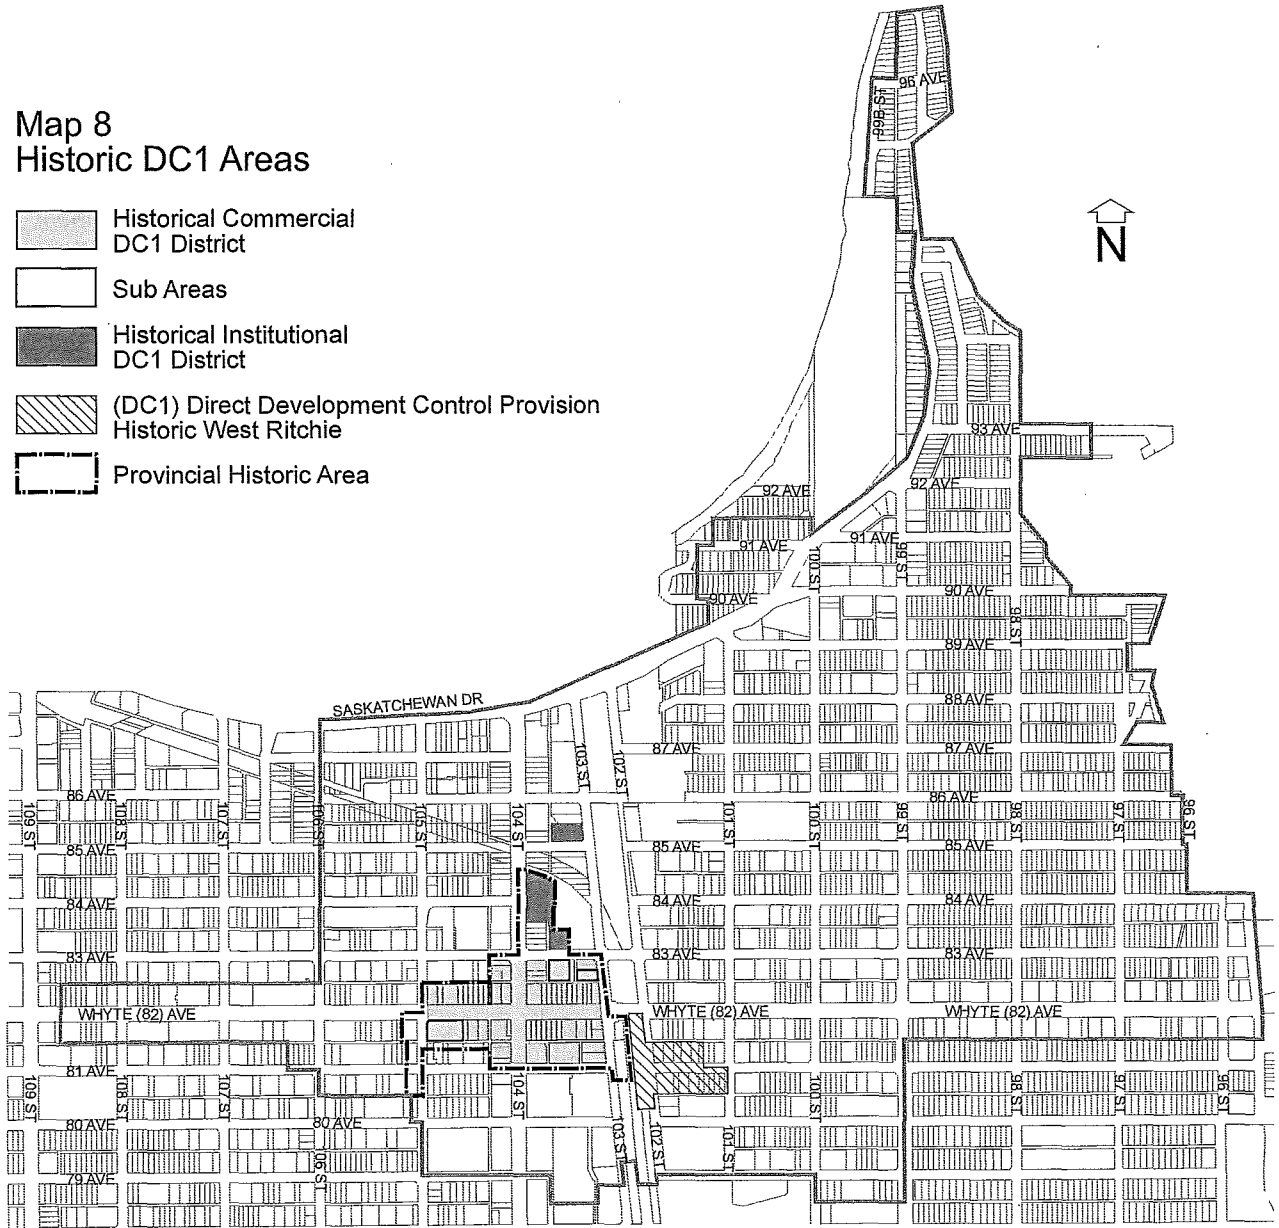 Map 8
Historic DC1 Areas
Historical Commercial
DC1 District
Sub Areas
Historical Institutional
DC1 District
(DC1) Direct Development Control Provision
Historic West Ritchie
Provincial Historic Area
N
96 AVE
99B ST
93 AVE
92 AVE
92 AVE
91 AVE
91 AVE
100 ST
99 ST
90 AVE
90 AVE
98 ST
89 AVE
SASKATCHEWAN DR
88 AVE
103 ST
102 ST
87 AVE
87 AVE
86 AVE
86 AVE
109 ST
108 ST
107 ST
106 ST
105 ST
104 ST
101 ST
100 ST
99 ST
98 ST
97 ST
96 ST
85 AVE
85 AVE
85 AVE
84 AVE
84 AVE
84 AVE
83 AVE
83 AVE
83 AVE
WHYTE (82) AVE
WHYTE (82) AVE
WHYTE (82) AVE
81 AVE
109 ST
108 ST
107 ST
104 ST
100 ST
98 ST
97 ST
96 ST
80 AVE
80 AVE
106 ST
103 ST
102 ST
101 ST
79 AVE